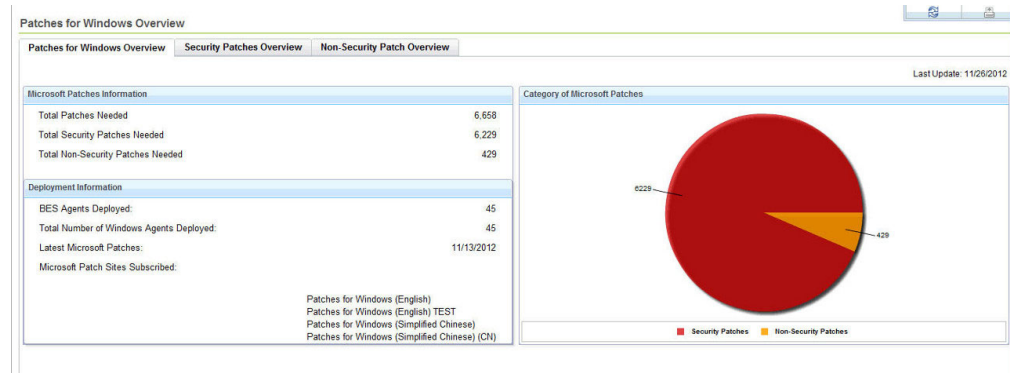 Patches for Windows Overview
Patches for Windows Overview Security Patches Overview Non-Security Patch Overview
Last Update: 11/26/2012
Microsoft Patches Information
Total Patches Needed 6,658
Total Security Patches Needed 6,229
Total Non-Security Patches Needed 429
Deployment Information
BES Agents Deployed: 45
Total Number of Windows Agents Deployed: 45
Latest Microsoft Patches: 11/13/2012
Microsoft Patch Sites Subscribed:
Patches for Windows (English)
Patches for Windows (English) TEST
Patches for Windows (Simplified Chinese)
Patches for Windows (Simplified Chinese) (CN)
Category of Microsoft Patches
6229
429
Security Patches Non-Security Patches